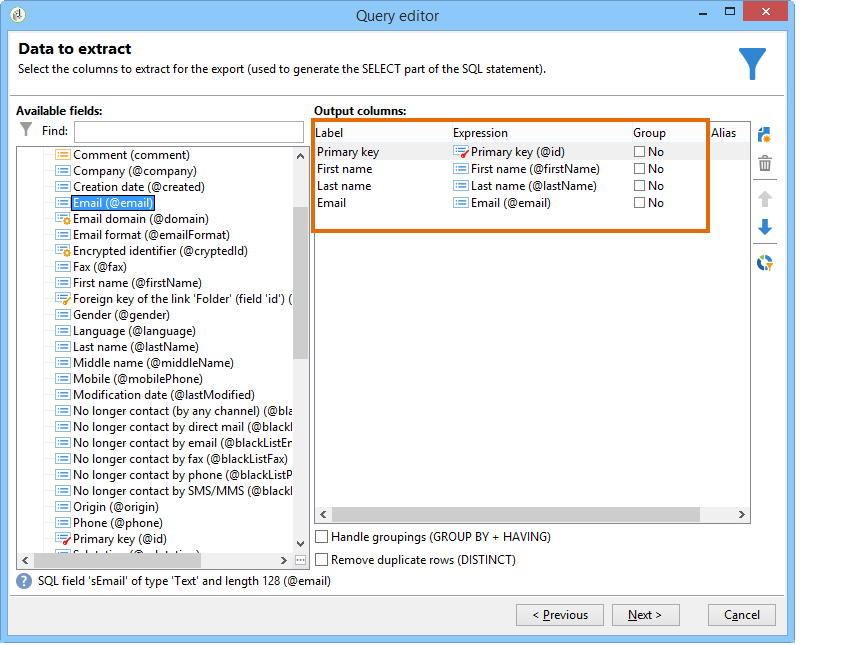 Query editor
Data to extract
Select the columns to extract for the export (used to generate the SELECT part of the SQL statement).
Available fields:
Find:
Comment (comment)
Company (@company)
Creation date (@created)
Email (@email)
Email domain (@domain)
Email format (@emailFormat)
Encrypted identifier (@cryptedId)
Fax (@fax)
First name (@firstName)
Foreign key of the link 'Folder' (field 'id') (
Gender (@gender)
Language (@language)
Last name (@lastName)
Middle name (@middleName)
Mobile (@mobilePhone)
Modification date (@lastModified)
No longer contact (by any channel) (@bla
No longer contact by direct mail (@blackl
No longer contact by email (@blackListEn
No longer contact by fax (@blackListFax)
No longer contact by phone (@blackListP
No longer contact by SMS/MMS (@blackl
Origin (@origin)
Phone (@phone)
Primary key (@id)
SQL field 'sEmail' of type 'Text' and length 128 (@email)
Output columns:
Label Expression Group Alias
Primary key Primary key (@id) No
First name First name (@firstName) No
Last name Last name (@lastName) No
Email Email (@email) No
Handle groupings (GROUP BY + HAVING)
Remove duplicate rows (DISTINCT)
< Previous Next > Cancel